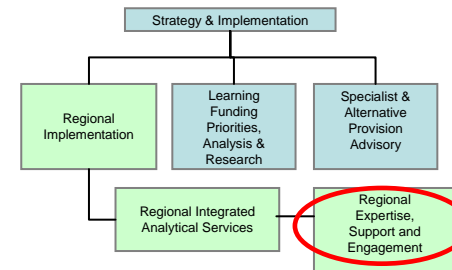 Strategy & Implementation
Regional
Implementation
Learning
Funding
Priorities,
Analysis &
Research
Specialist &
Alternative
Provision
Advisory
Regional Integrated
Analytical Services
Regional
Expertise,
Support and
Engagement